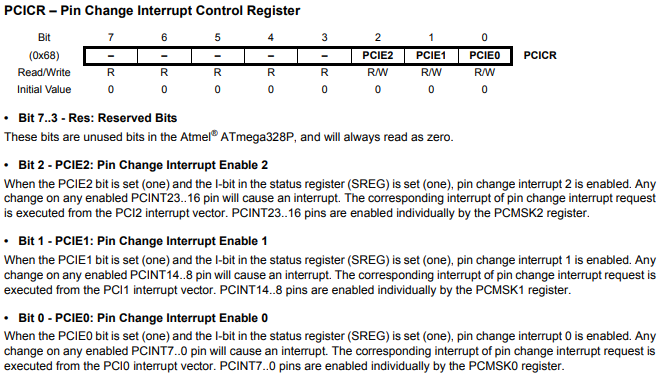 PCICR – Pin Change Interrupt Control Register
Bit 7 6 5 4 3 2 1 0
(0x68) – – – – – PCIE2 PCIE1 PCIE0 PCICR
Read/Write R R R R R R/W R/W R/W
Initial Value 0 0 0 0 0 0 0 0
• Bit 7..3 - Res: Reserved Bits
These bits are unused bits in the Atmel® ATmega328P, and will always read as zero.
• Bit 2 - PCIE2: Pin Change Interrupt Enable 2
When the PCIE2 bit is set (one) and the I-bit in the status register (SREG) is set (one), pin change interrupt 2 is enabled. Any
change on any enabled PCINT23..16 pin will cause an interrupt. The corresponding interrupt of pin change interrupt request
is executed from the PCI2 interrupt vector. PCINT23..16 pins are enabled individually by the PCMSK2 register.
• Bit 1 - PCIE1: Pin Change Interrupt Enable 1
When the PCIE1 bit is set (one) and the I-bit in the status register (SREG) is set (one), pin change interrupt 1 is enabled. Any
change on any enabled PCINT14..8 pin will cause an interrupt. The corresponding interrupt of pin change interrupt request is
executed from the PCI1 interrupt vector. PCINT14..8 pins are enabled individually by the PCMSK1 register.
• Bit 0 - PCIE0: Pin Change Interrupt Enable 0
When the PCIE0 bit is set (one) and the I-bit in the status register (SREG) is set (one), pin change interrupt 0 is enabled. Any
change on any enabled PCINT7..0 pin will cause an interrupt. The corresponding interrupt of pin change interrupt request is
executed from the PCI0 interrupt vector. PCINT7..0 pins are enabled individually by the PCMSK0 register.